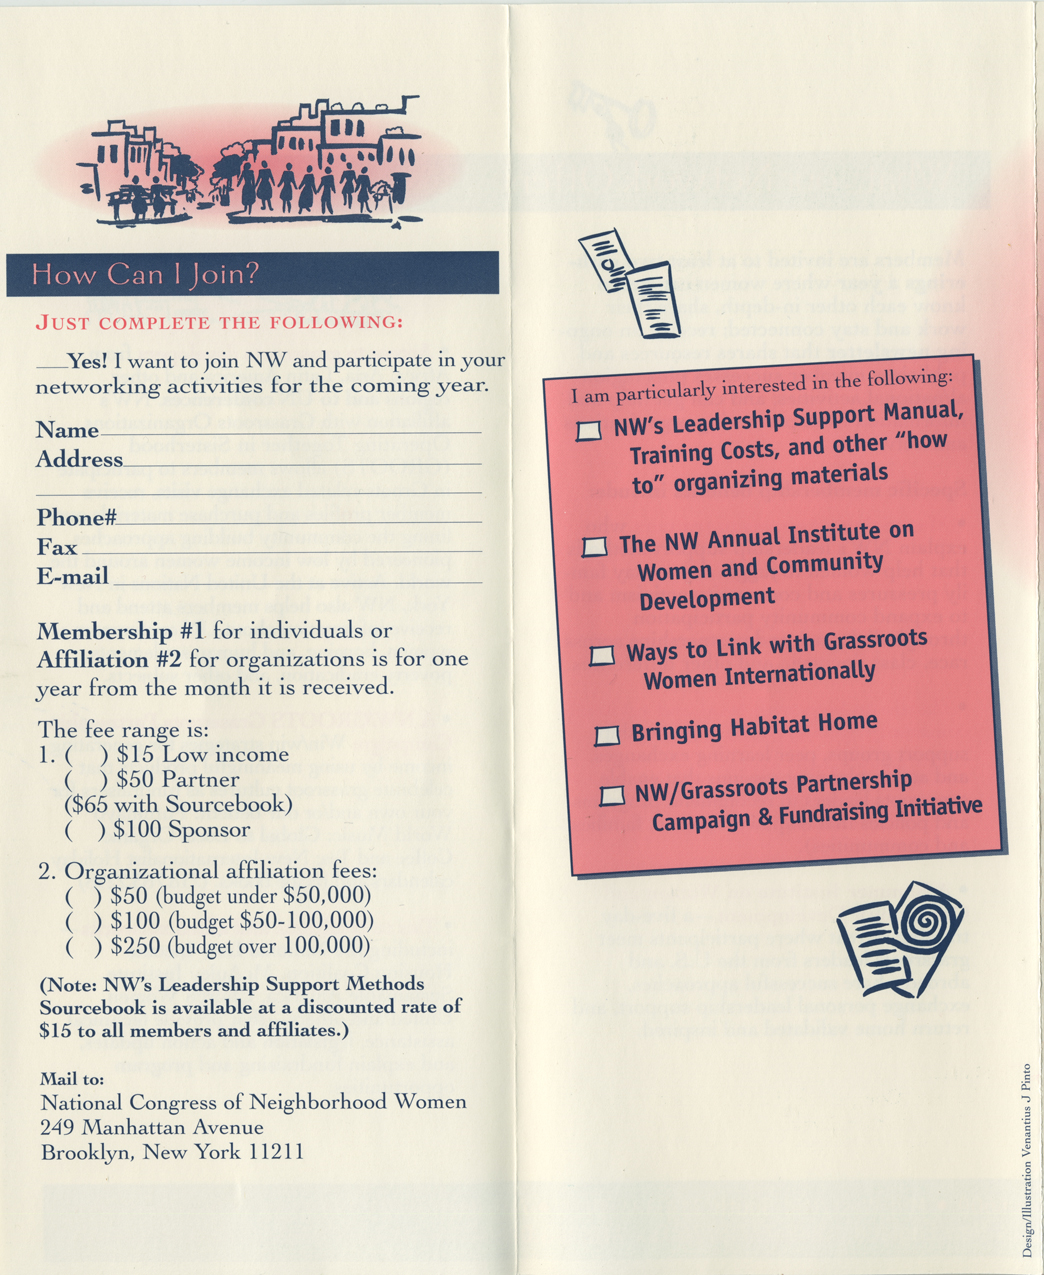 How Can I Join?
JUST COMPLETE THE FOLLOWING:
___Yes! I want to join NW and participate in your
networking activities for the coming year.
Name
Address
Phone#
Fax
E-mail
Membership #1 for individuals or
Affiliation #2 for organizations is for one
year from the month it is received.
The fee range is:
1. ( ) $15 Low income
( ) $50 Partner
($65 with Sourcebook)
( ) $100 Sponsor
2. Organizational affiliation fees:
( ) $50 (budget under $50,000)
( ) $100 (budget $50-100,000)
( ) $250 (budget over 100,000)
(Note: NW's Leadership Support Methods
Sourcebook is available at a discounted rate of
$15 to all members and affiliates.)
Mail to:
National Congress of Neighborhood Women
249 Manhattan Avenue
Brooklyn, New York 11211
I am particularly interested in the following:
NW's Leadership Support Manual,
Training Costs, and other "how
to" organizing materials
The NW Annual Institute on
Women and Community
Development
Ways to Link with Grassroots
Women Internationally
Bringing Habitat Home
NW/Grassroots Partnership
Campaign & Fundraising Initiative
Design/Illustration Venantius J Pinto